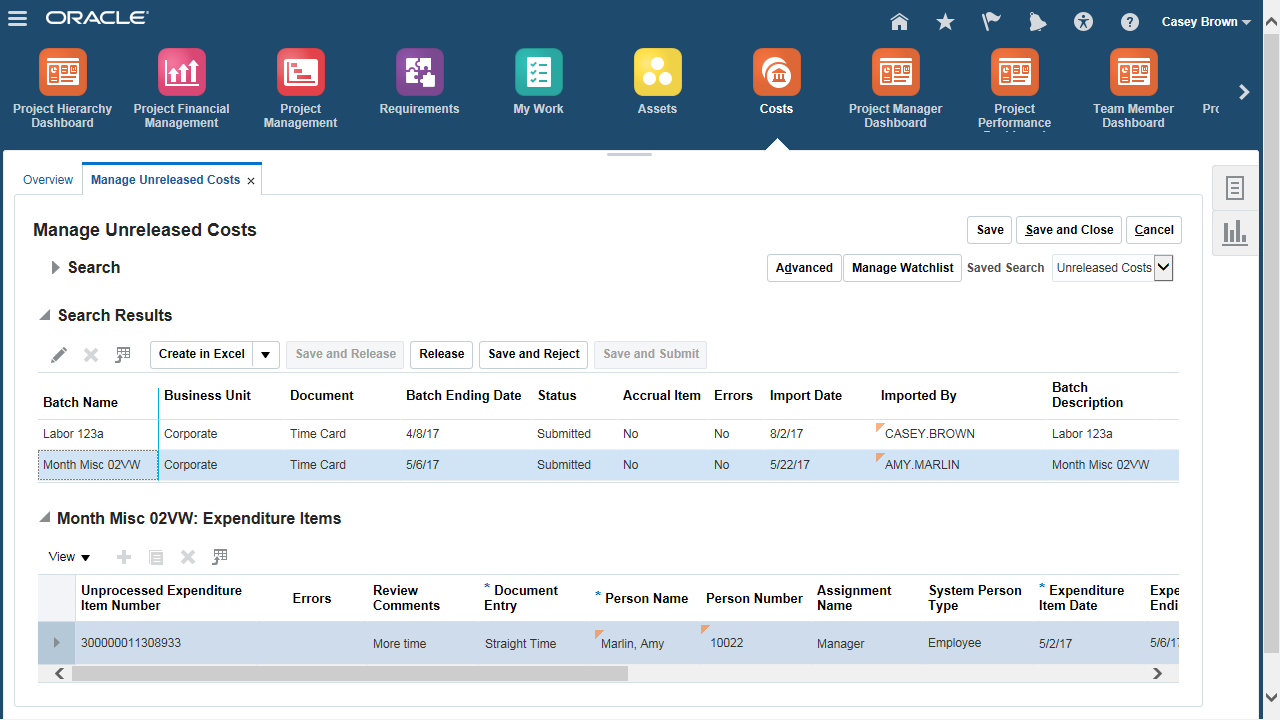 ORACLE
Casey Brown
Project Hierarchy
Dashboard
Project Financial
Management
Project
Management
Requirements
My Work
Assets
Costs
Project Manager
Dashboard
Project
Performance
Team Member
Dashboard
Overview
Manage Unreleased Costs
Manage Unreleased Costs
Save
Save and Close
Cancel
Search
Advanced
Manage Watchlist
Saved Search
Unreleased Costs
Search Results
Create in Excel
Save and Release
Release
Save and Reject
Save and Submit
Batch Name
Business Unit
Document
Batch Ending Date
Status
Accrual Item
Errors
Import Date
Imported By
Batch
Description
Labor 123a Corporate Time Card 4/8/17 Submitted No No 8/2/17 CASEY.BROWN Labor 123a
Month Misc 02VW Corporate Time Card 5/6/17 Submitted No No 5/22/17 AMY.MARLIN Month Misc 02VW
Month Misc 02VW: Expenditure Items
View
Unprocessed Expenditure
Item Number
Errors
Review
Comments
* Document
Entry
* Person Name
Person Number
Assignment
Name
System Person
Type
* Expenditure
Item Date
300000011308933 More time Straight Time Marlin, Amy 10022 Manager Employee 5/2/17 5/6/17